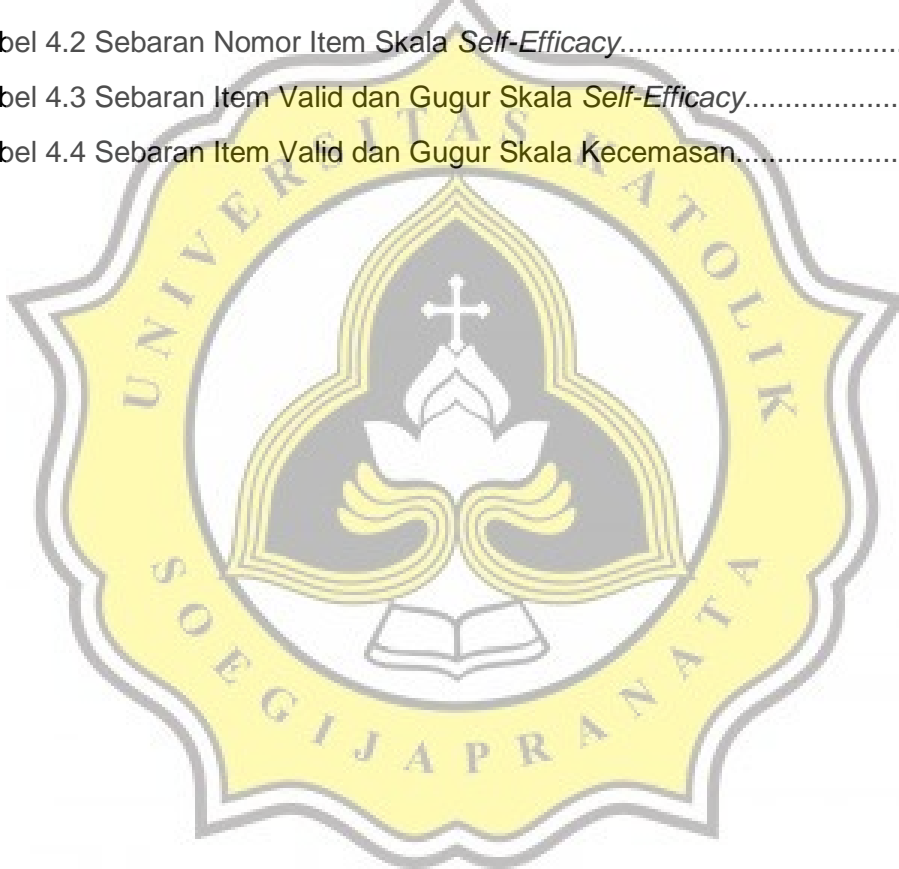 bel 4.2 Sebaran Nomor Item Skala Self-Efficacy..................................
bel 4.3 Sebaran Item Valid dan Gugur Skala Self-Efficacy...................
bel 4.4 Sebaran Item Valid dan Gugur Skala Kecemasan....................
UNIVERSITAS KATOLIK
SOEGIJAPRANATA